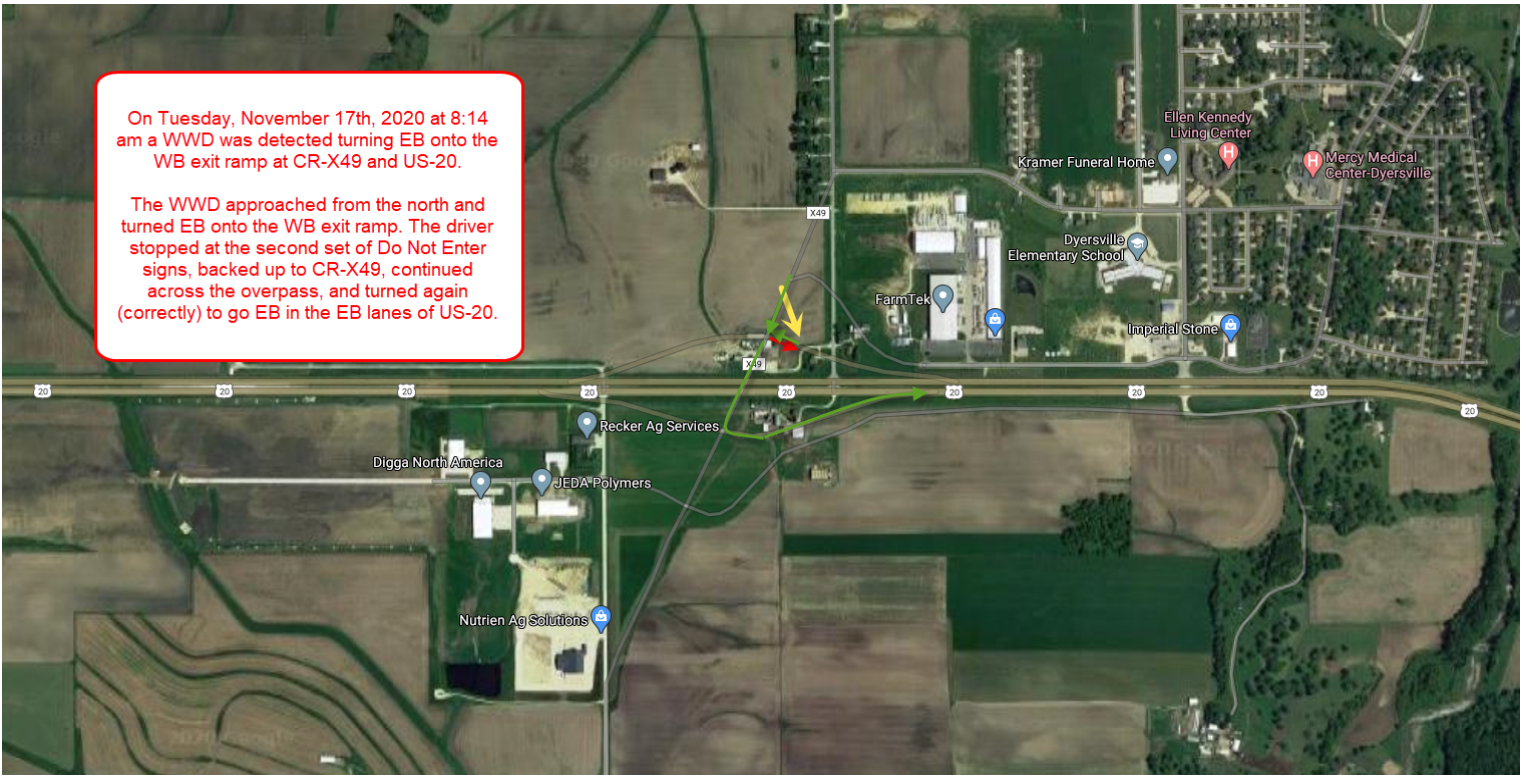 On Tuesday, November 17th, 2020 at 8:14
am a WWD was detected turning EB onto the
WB exit ramp at CR-X49 and US-20.
The WWD approached from the north and
turned EB onto the WB exit ramp. The driver
stopped at the second set of Do Not Enter
signs, backed up to CR-X49, continued
across the overpass, and turned again
(correctly) to go EB in the EB lanes of US-20.
Ellen Kennedy
Living Center
Kramer Funeral Home
Mercy Medical
Center-Dyersville
X49
Dyersville
Elementary School
FarmTek
Imperial Stone
X49
20
20
20
20
20
20
20
20
20
Recker Ag Services
Digga North America
JEDA Polymers
Nutrien Ag Solutions